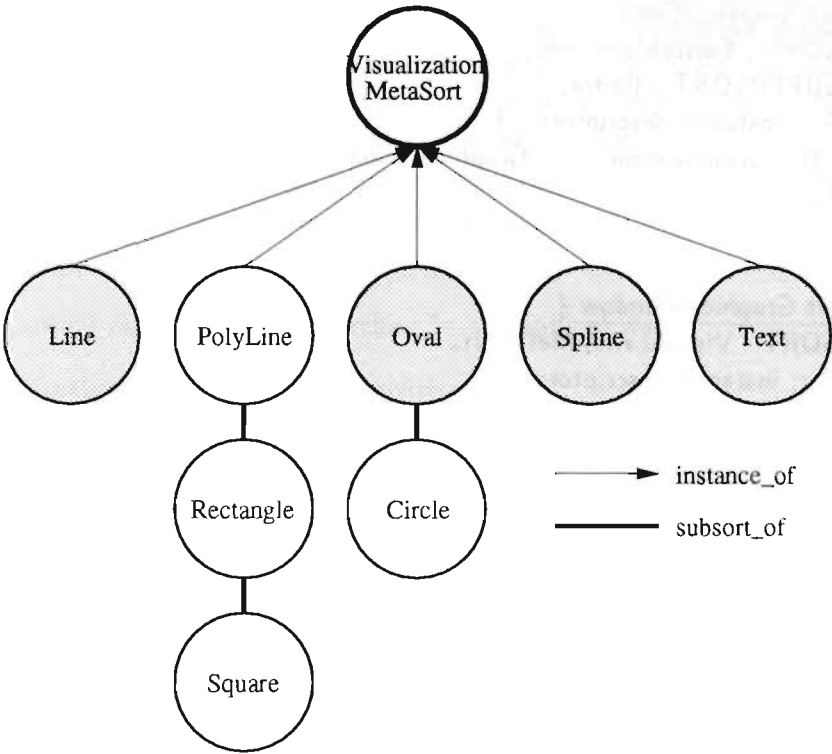 Visualization
MetaSort
Line
PolyLine
Oval
Spline
Text
Rectangle
Circle
instance_of
subsort_of
Square